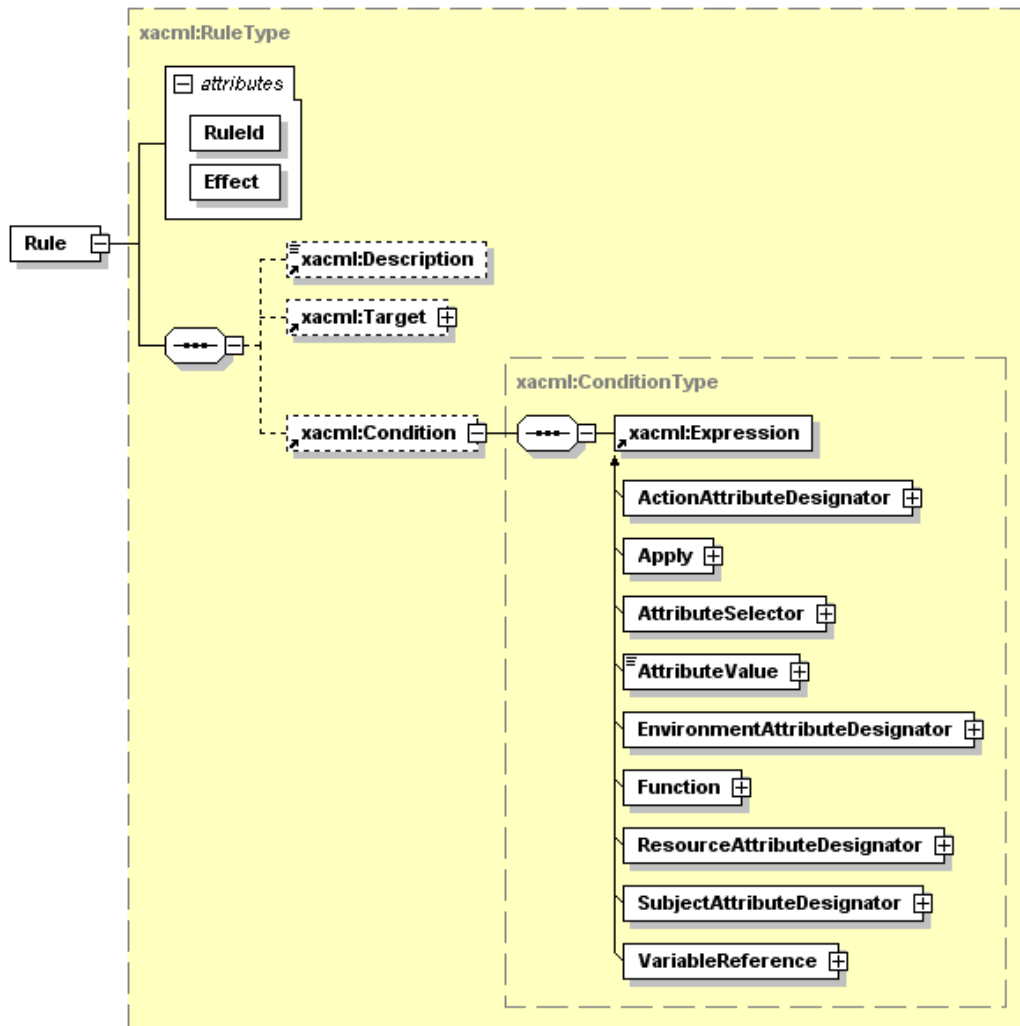 xacml:RuleType
attributes
RuleId
Effect
Rule
xacml:Description
xacml:Target
xacml:ConditionType
xacml:Condition
xacml:Expression
ActionAttributeDesignator
Apply
AttributeSelector
AttributeValue
EnvironmentAttributeDesignator
Function
ResourceAttributeDesignator
SubjectAttributeDesignator
VariableReference